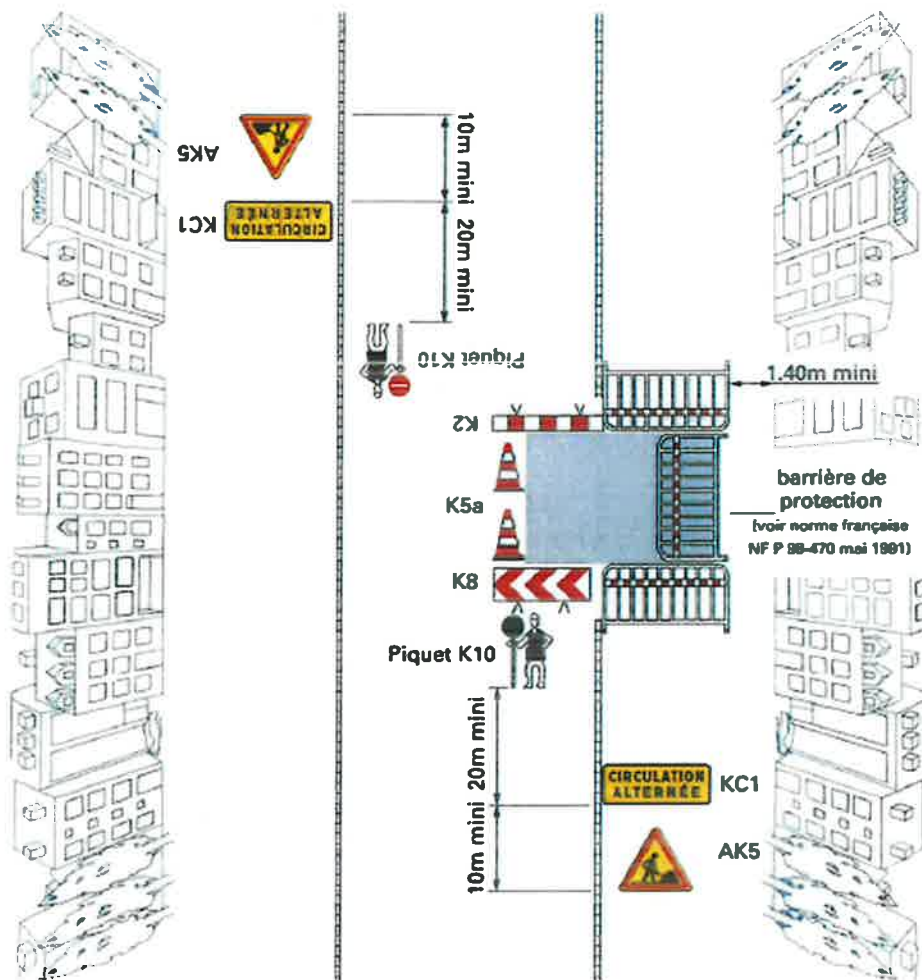 AK5
10m mini
KC1
CIRCULATION
ALTERNÉE
20m mini
Piquet K10
1.40m mini
K2
K5a
barrière de
protection
(voir norme française
NF P 98-470 mai 1991)
K8
Piquet K10
20m mini
CIRCULATION
ALTERNÉE
KC1
10m mini
AK5